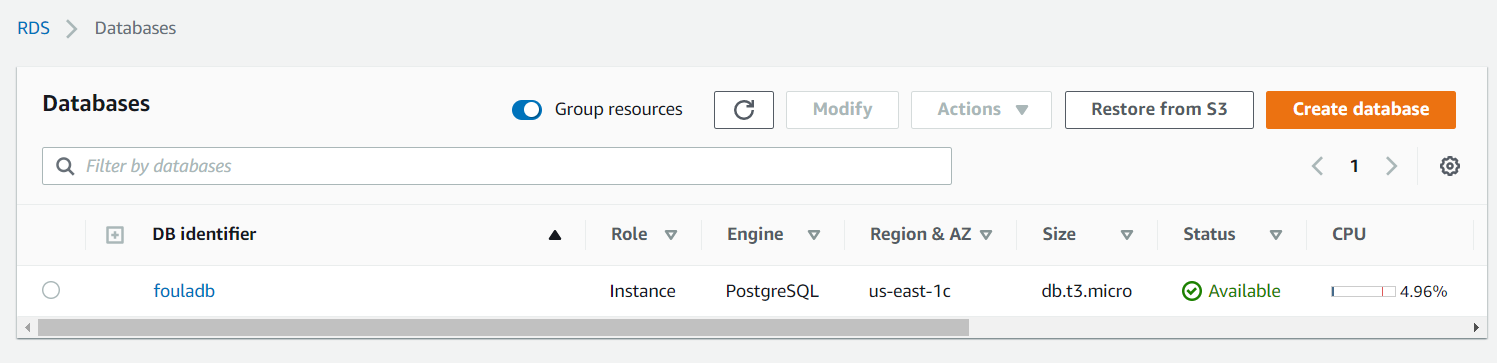 RDS Databases
Databases
Group resources Modify Actions Restore from S3 Create database
Filter by databases 1
DB identifier Role Engine Region & AZ Size Status CPU
fouladb Instance PostgreSQL us-east-1c db.t3.micro Available 4.96%